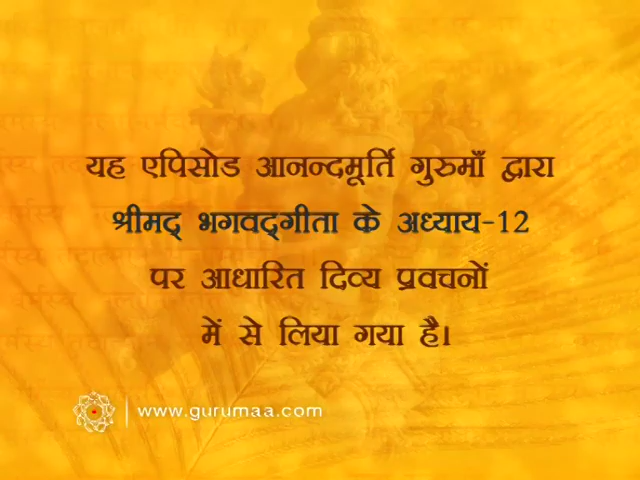 यह एपिसोड आनन्दमूर्ति गुरुमाँ द्वारा
श्रीमद् भगवद्गीता के अध्याय-12
पर आधारित दिव्य प्रवचनों
में से लिया गया है।
www.gurumaa.com